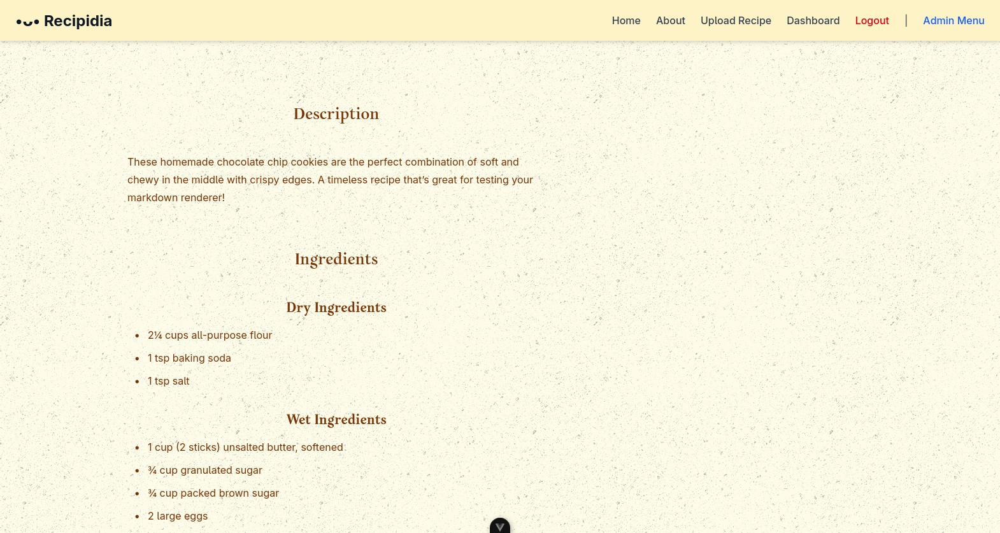 Recipidia
Home About Upload Recipe Dashboard Logout | Admin Menu
Description
These homemade chocolate chip cookies are the perfect combination of soft and
chewy in the middle with crispy edges. A timeless recipe that’s great for testing your
markdown renderer!
Ingredients
Dry Ingredients
• 2¼ cups all-purpose flour
• 1 tsp baking soda
• 1 tsp salt
Wet Ingredients
• 1 cup (2 sticks) unsalted butter, softened
• ¾ cup granulated sugar
• ¾ cup packed brown sugar
• 2 large eggs